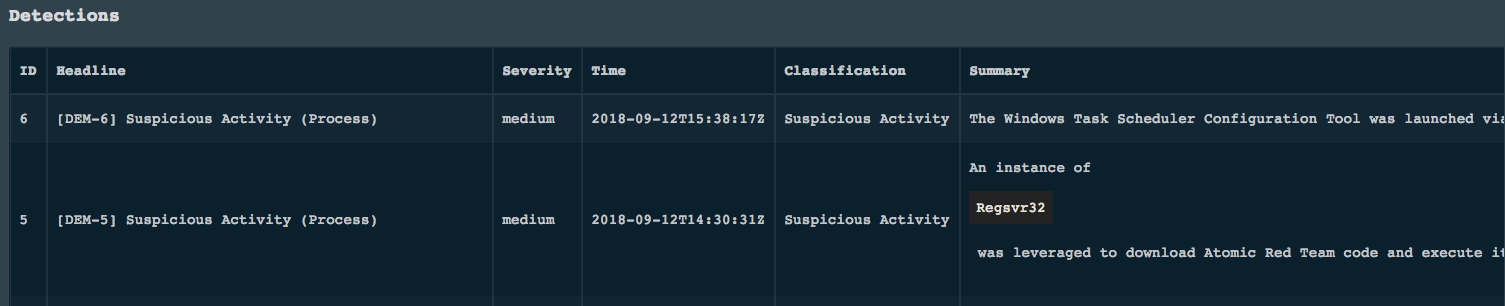 Detections
ID Headline Severity Time Classification Summary
6 [DEM-6] Suspicious Activity (Process) medium 2018-09-12T15:38:17Z Suspicious Activity The Windows Task Scheduler Configuration Tool was launched via
An instance of
Regsvr32
5 [DEM-5] Suspicious Activity (Process) medium 2018-09-12T14:30:31Z Suspicious Activity
was leveraged to download Atomic Red Team code and execute it